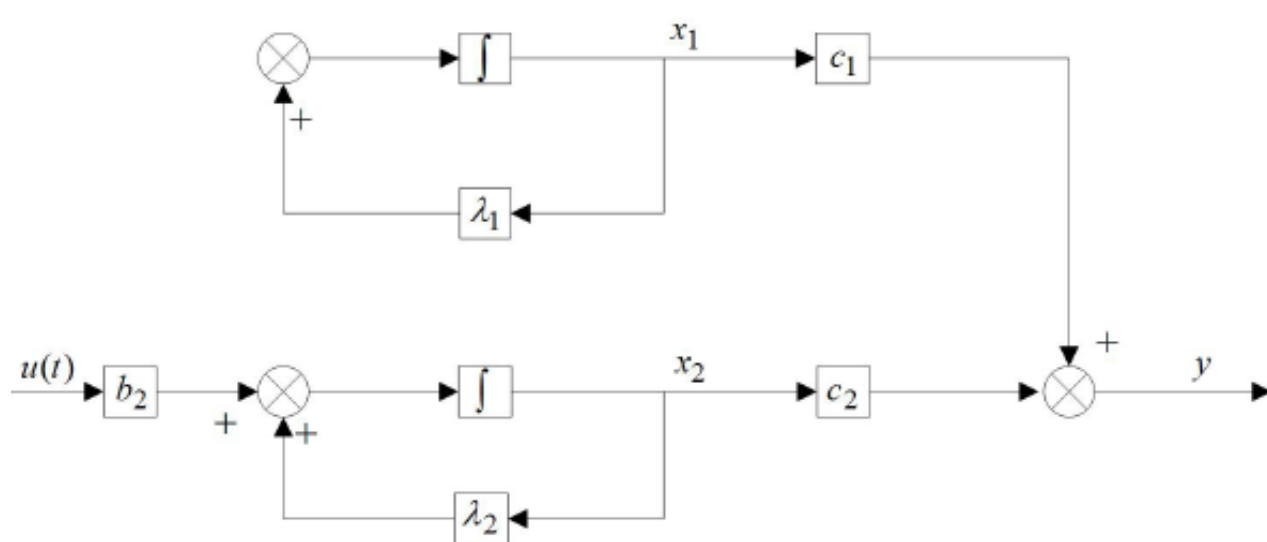 ∫ x₁ c₁
+
λ₁
+
u(t) b₂ ∫ x₂ c₂ y
+ +
λ₂